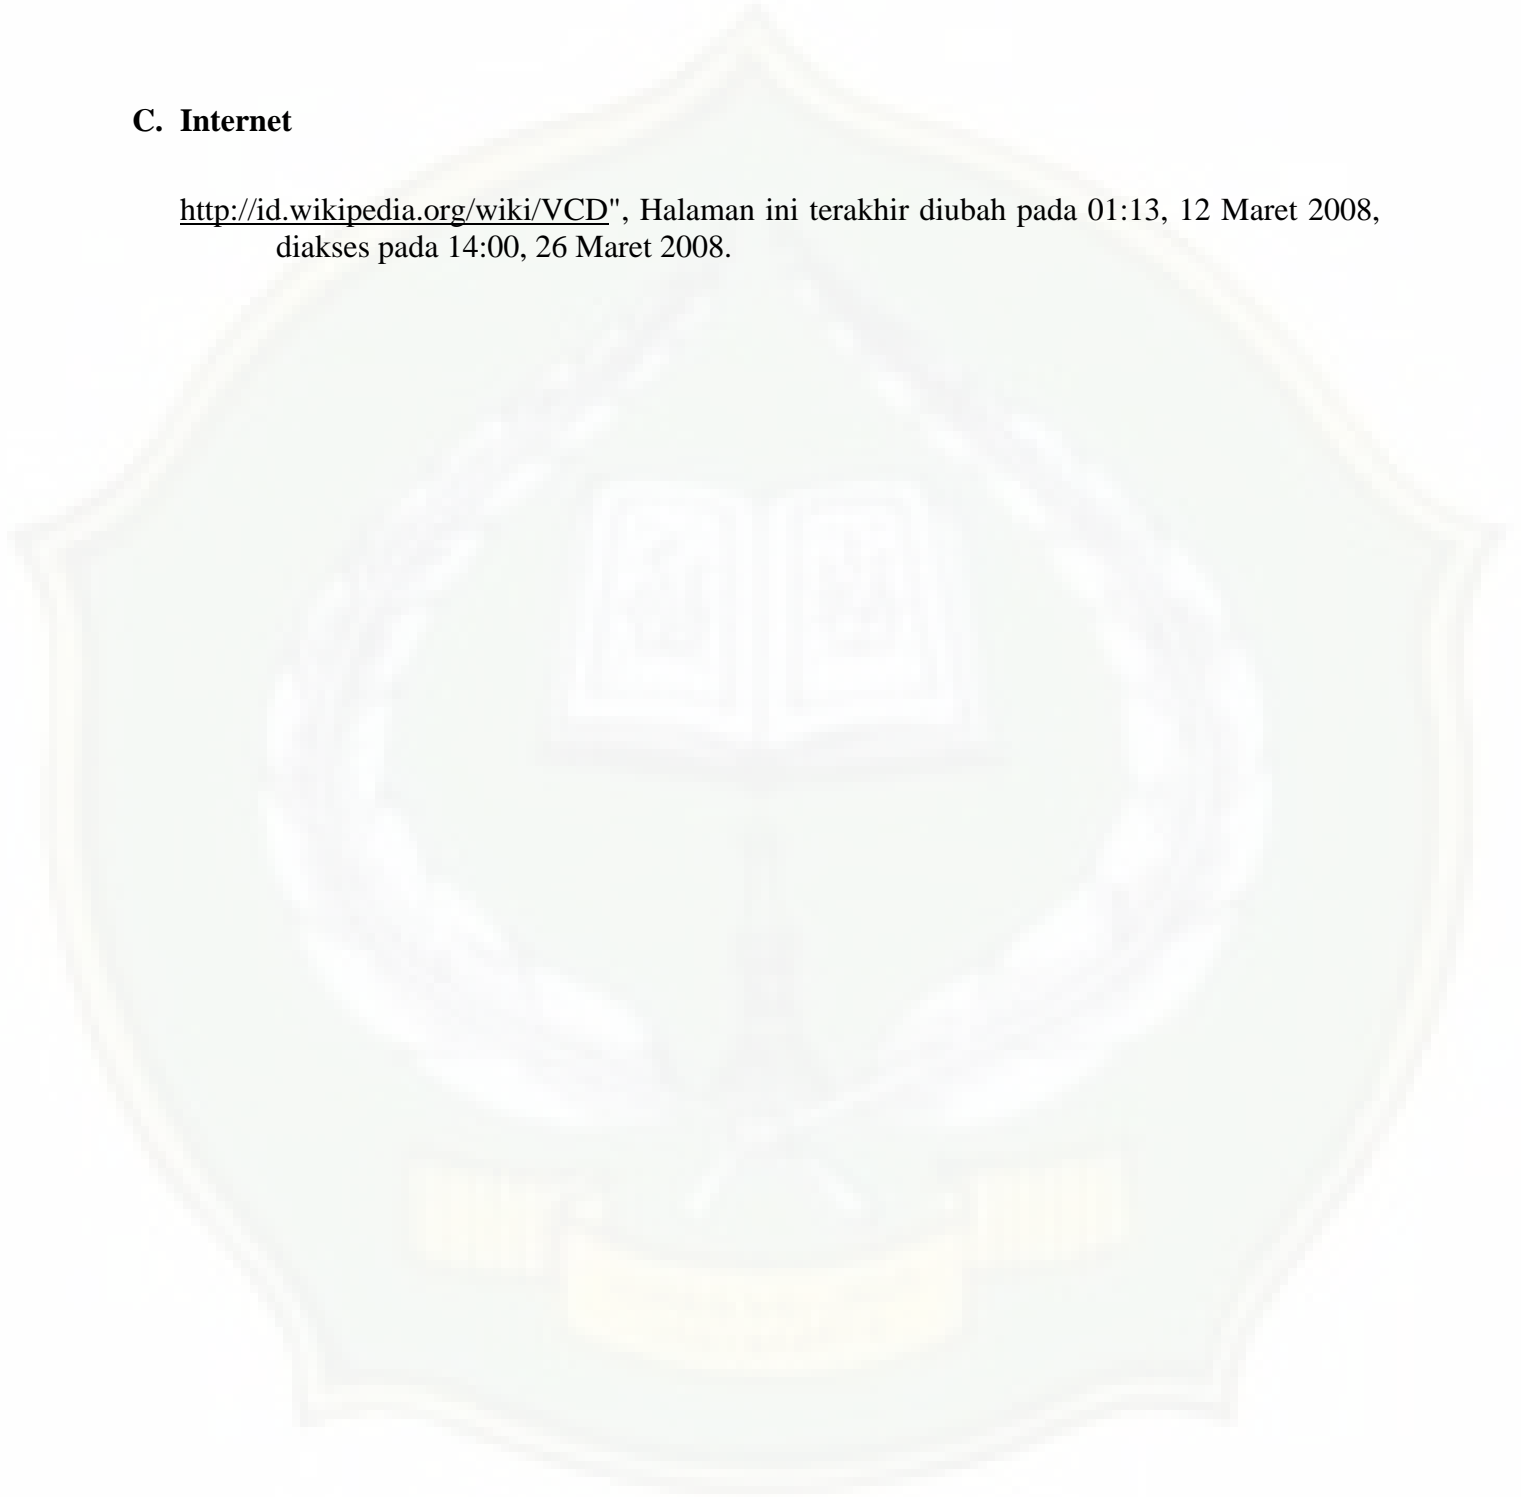 C. Internet
http://id.wikipedia.org/wiki/VCD", Halaman ini terakhir diubah pada 01:13, 12 Maret 2008,
diakses pada 14:00, 26 Maret 2008.